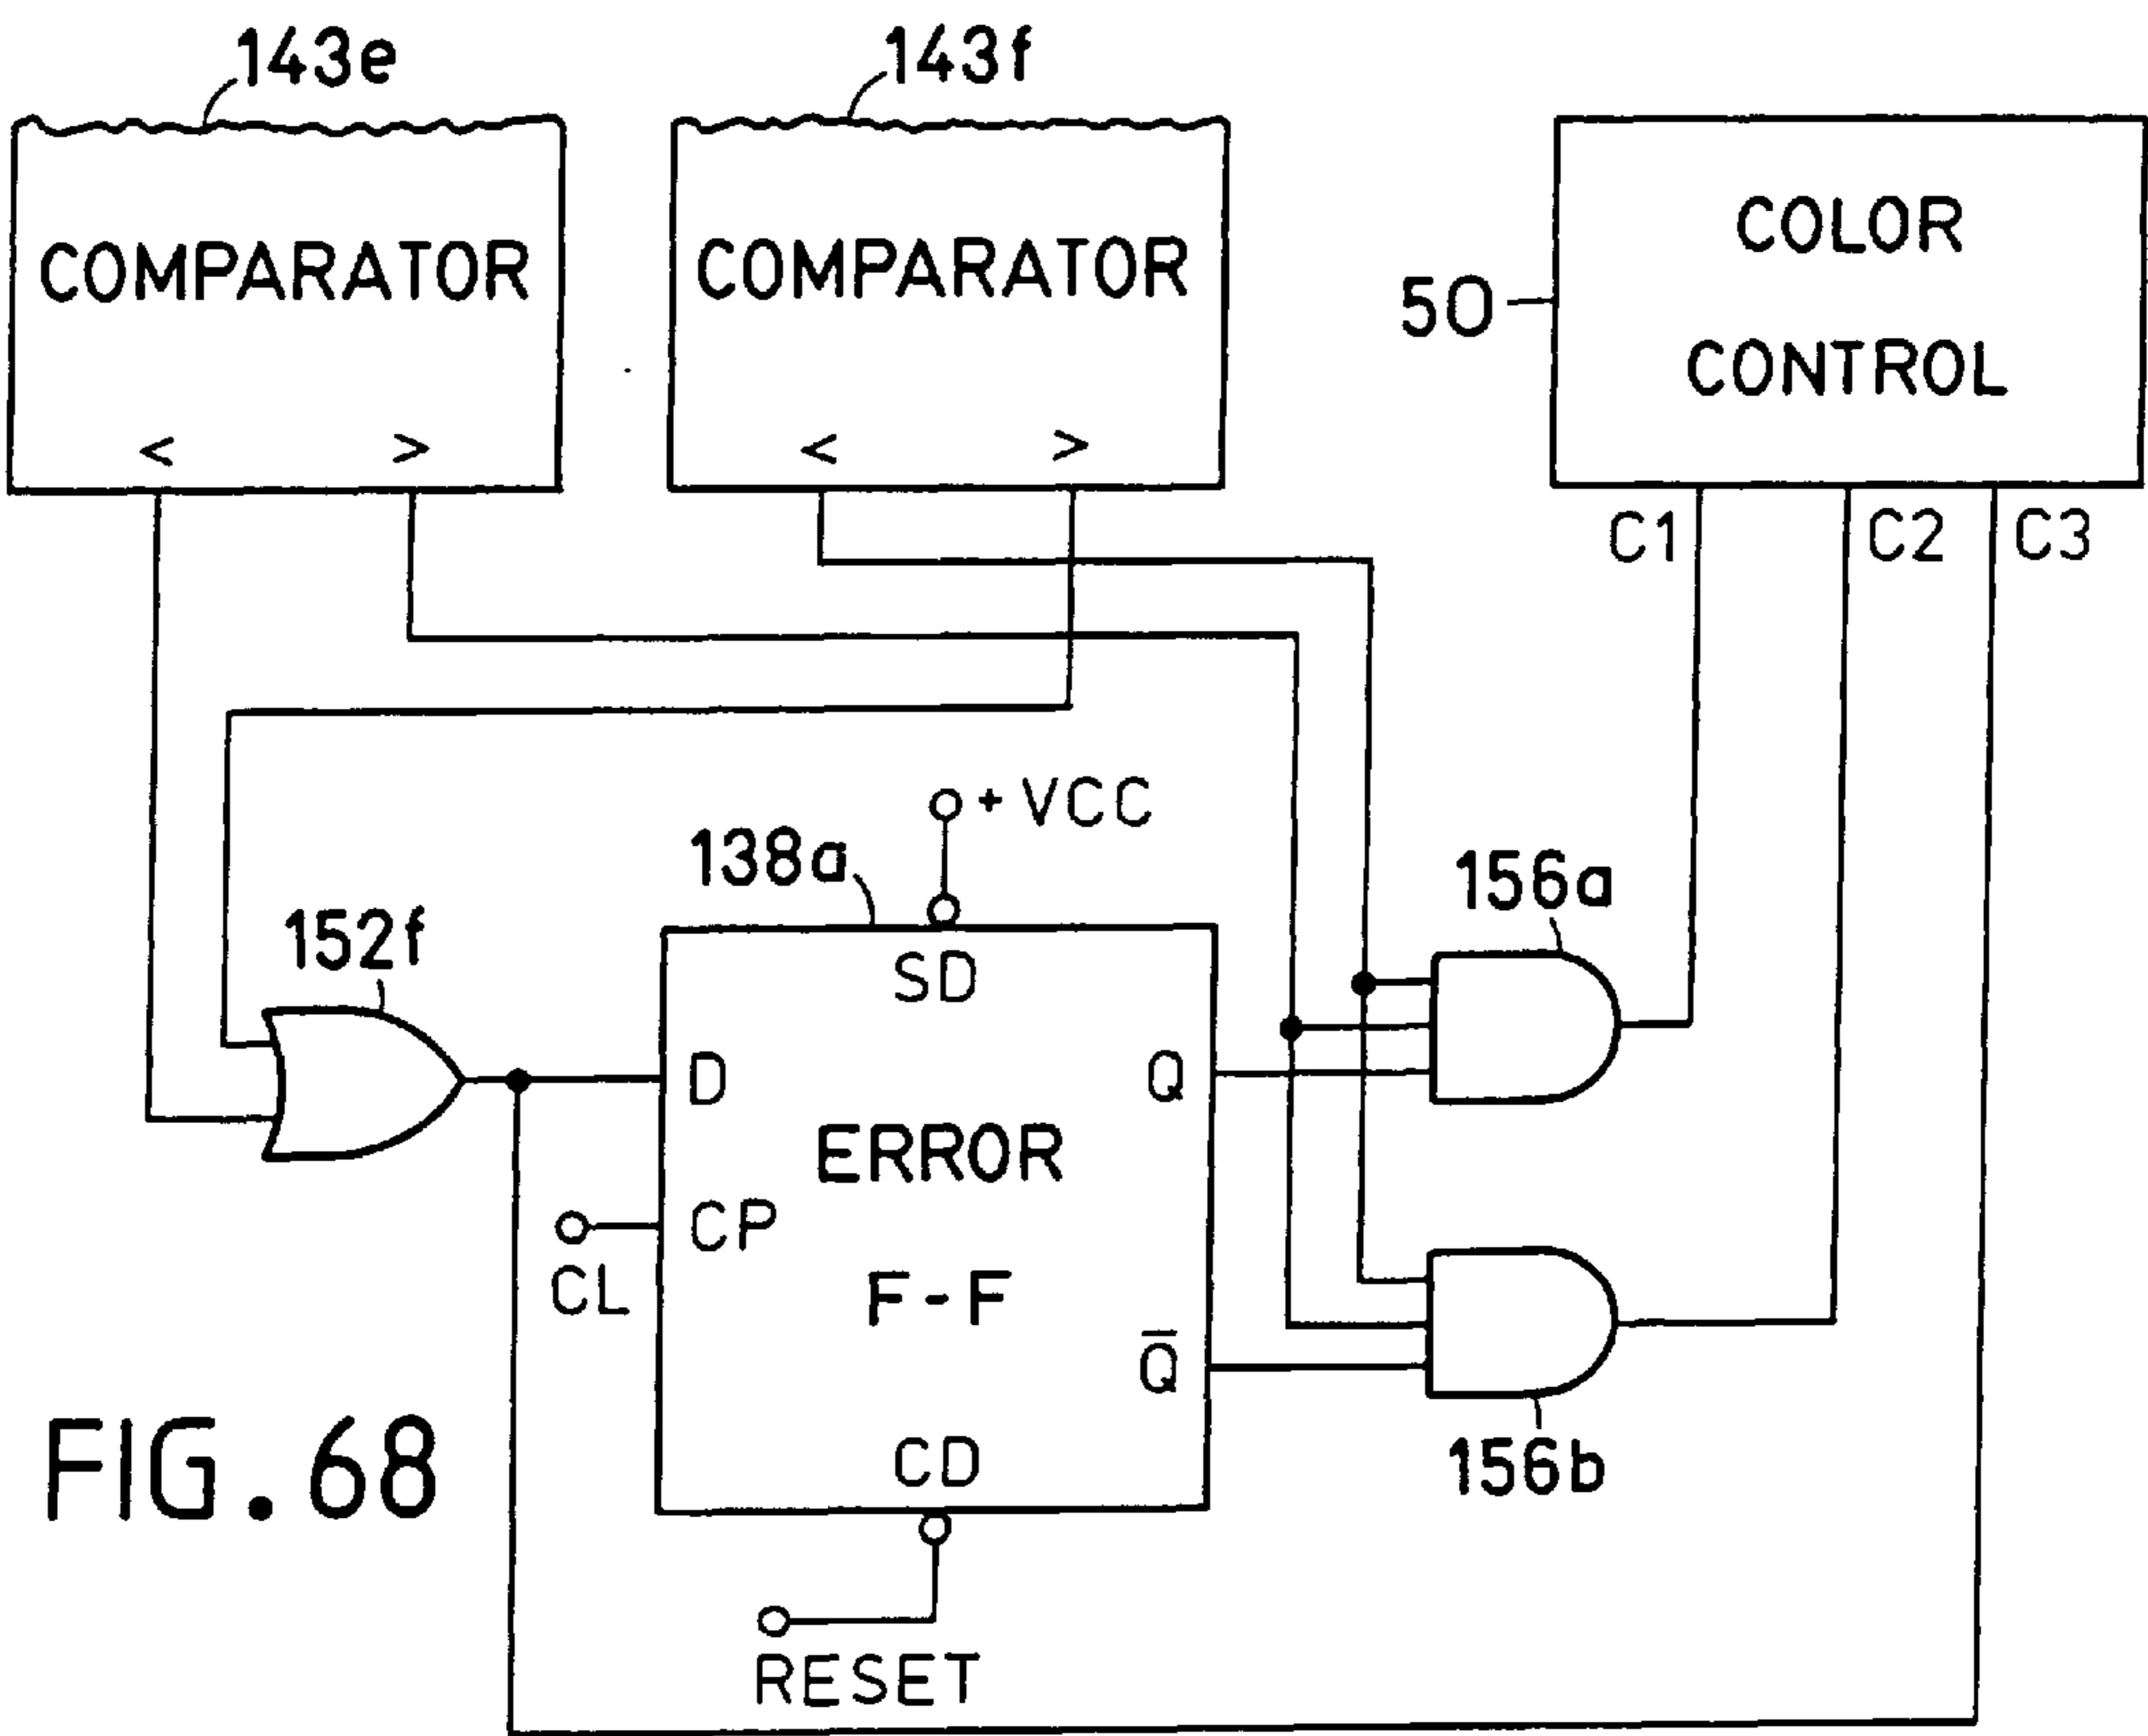 143e
143f
COMPARATOR
COMPARATOR
COLOR
CONTROL
50
< >
< >
C1
C2
C3
+ VCC
138a
156a
152f
SD
D
Q
ERROR
CP
CL
F-F
Q̅
CD
156b
FIG. 68
RESET